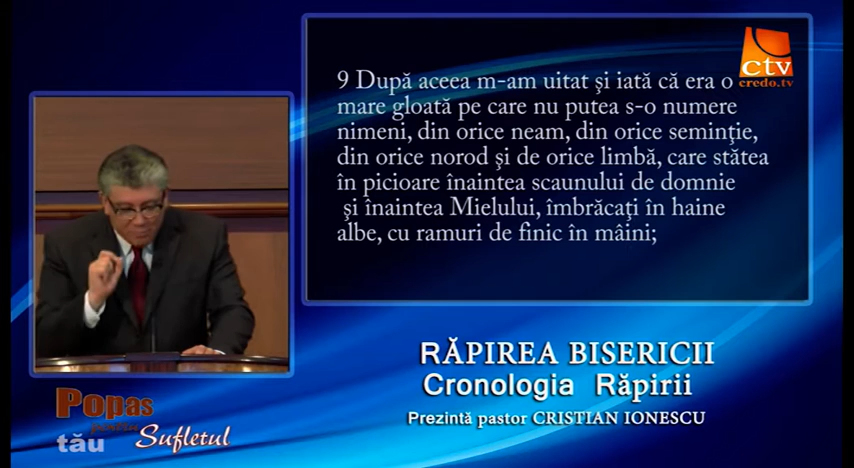 9 După aceea m-am uitat şi iată că era o
mare gloată pe care nu putea s-o numere
nimeni, din orice neam, din orice seminţie,
din orice norod şi de orice limbă, care stătea
în picioare înaintea scaunului de domnie
şi înaintea Mielului, îmbrăcaţi în haine
albe, cu ramuri de finic în mâini;
ctv
credo.tv
RĂPIREA BISERICII
Cronologia Răpirii
Prezintă pastor CRISTIAN IONESCU
Popas
pentru
tău Sufletul